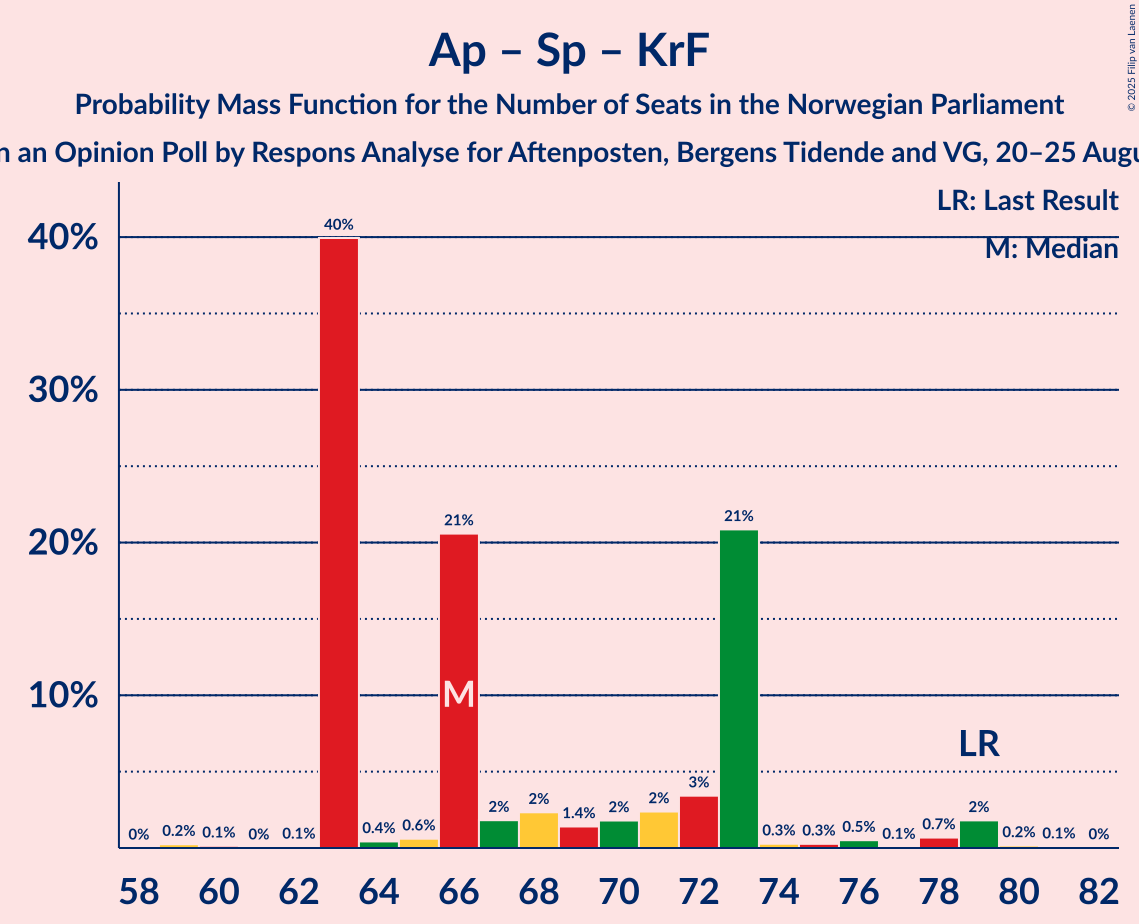 Ap – Sp – KrF
Probability Mass Function for the Number of Seats in the Norwegian Parliament
an Opinion Poll by Respons Analyse for Aftenposten, Bergens Tidende and VG, 20–25
© 2025 Filip van Laenen
LR: Last Result
M: Median
40%
30%
20%
10%
0% 0.2% 0.1% 0% 0.1% 40% 0.4% 0.6% 21% 2% 2% 1.4% 2% 2% 3% 21% 0.3% 0.3% 0.5% 0.1% 0.7% 2% 0.2% 0.1% 0%
M
LR
58 60 62 64 66 68 70 72 74 76 78 80 82